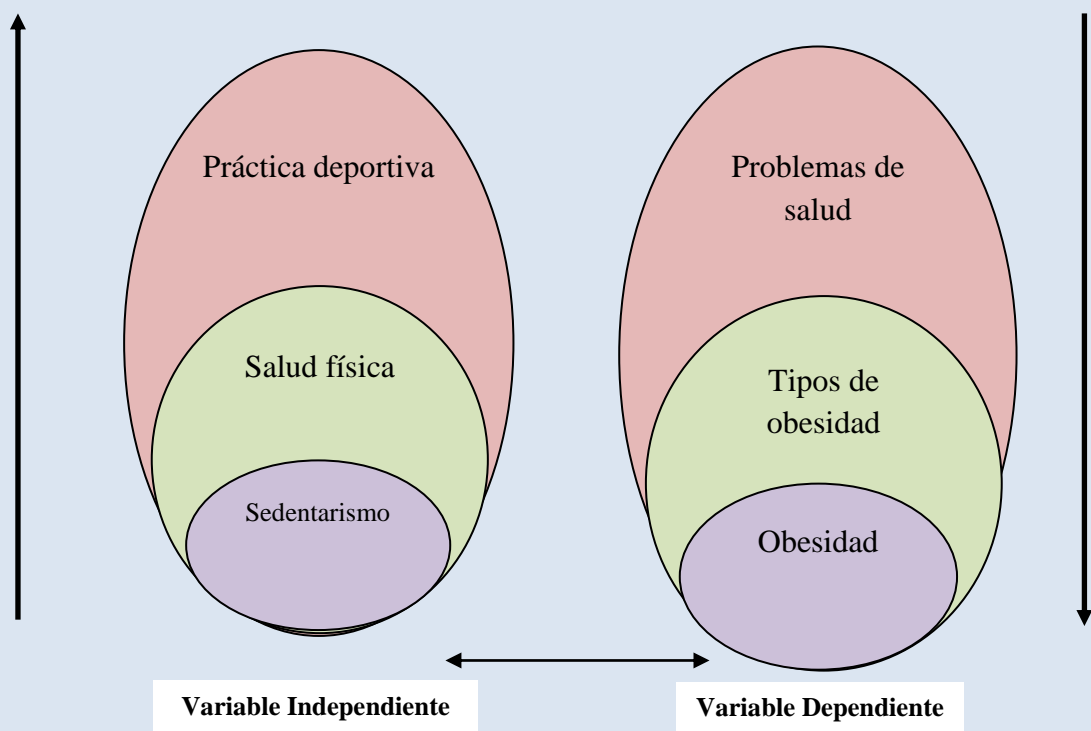 Práctica deportiva
Salud física
Sedentarismo
Variable Independiente
Problemas de
salud
Tipos de
obesidad
Obesidad
Variable Dependiente